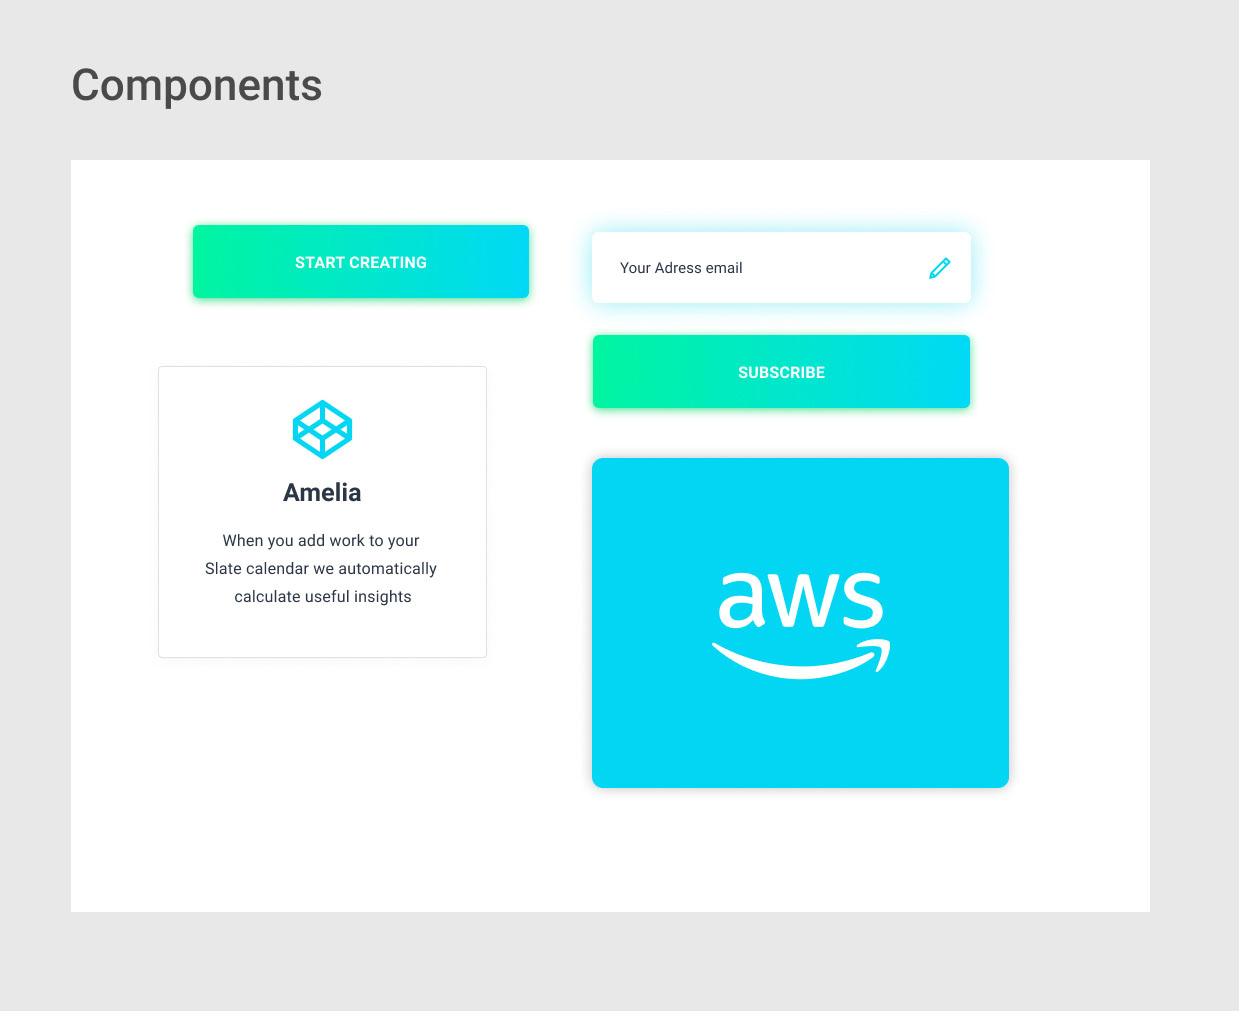 Components
START CREATING
Your Adress email
SUBSCRIBE
Amelia
When you add work to your
Slate calendar we automatically
calculate useful insights
aws